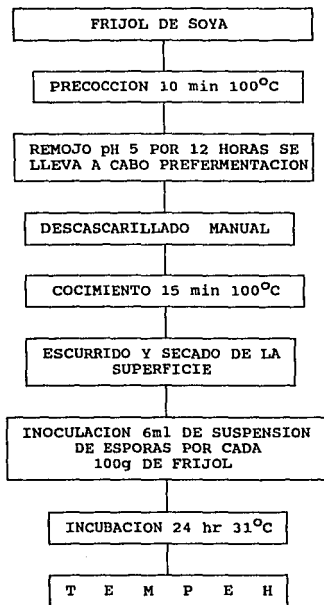 FRIJOL DE SOYA
PRECOCCION 10 min 100°C
REMOJO pH 5 POR 12 HORAS SE
LLEVA A CABO PREFERMENTACION
DESCASCARILLADO MANUAL
COCIMIENTO 15 min 100°C
ESCURRIDO Y SECADO DE LA
SUPERFICIE
INOCULACION 6ml DE SUSPENSION
DE ESPORAS POR CADA
100g DE FRIJOL
INCUBACION 24 hr 31°C
T E M P E H